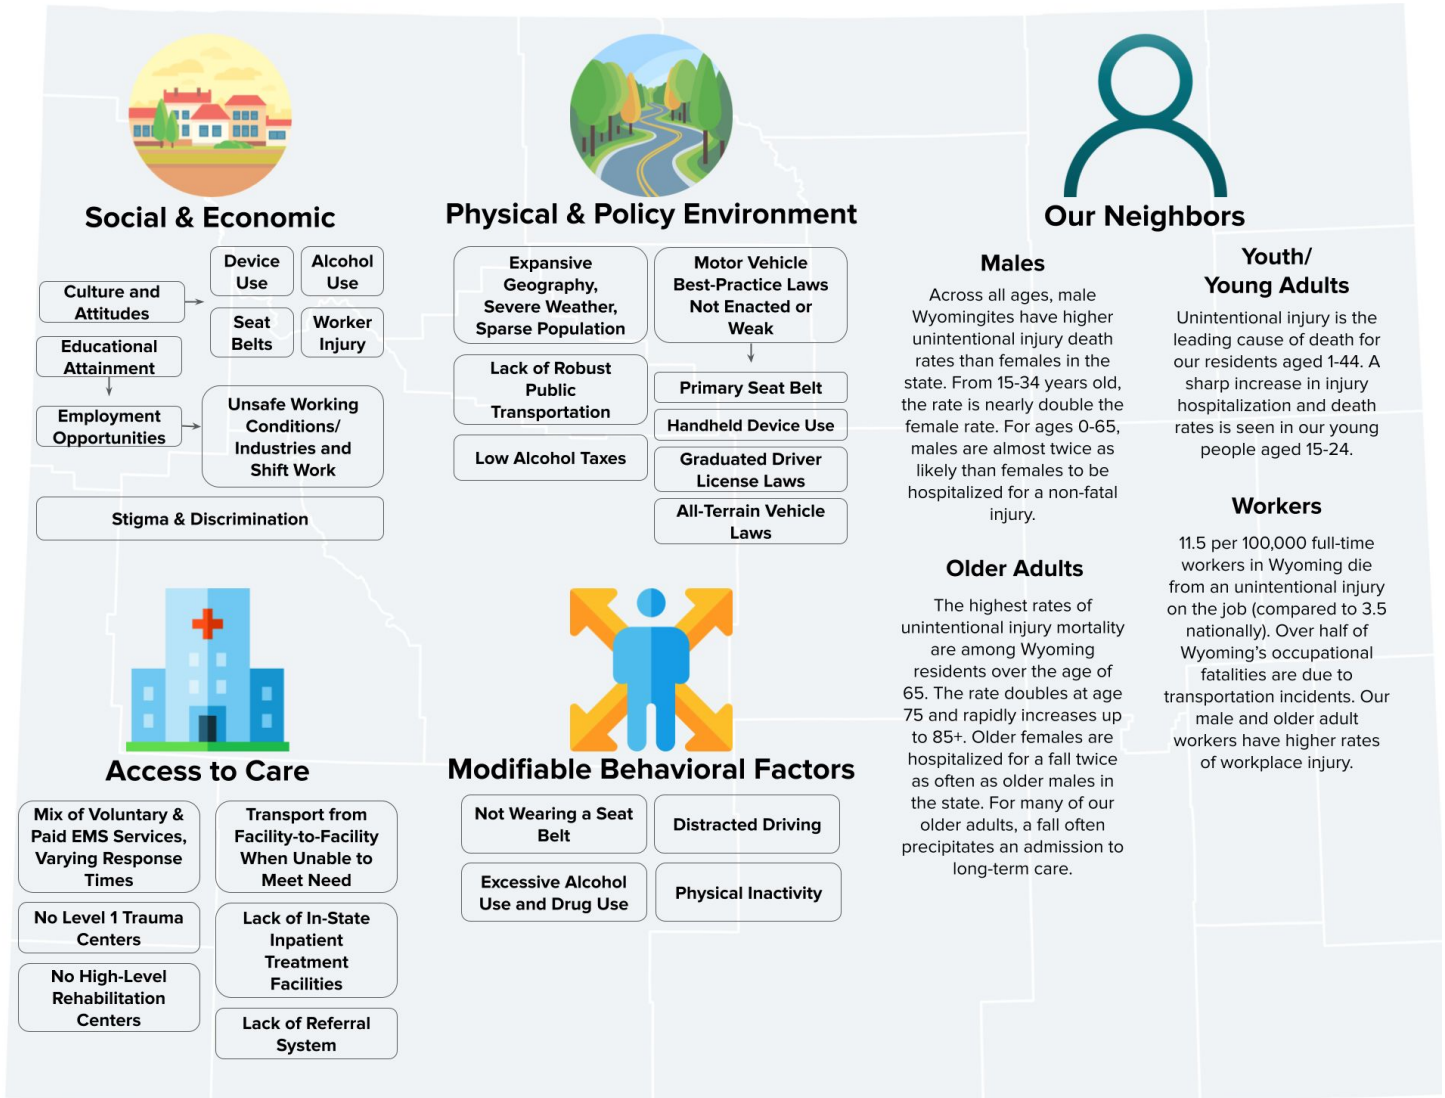 Social & Economic
Culture and
Attitudes
Device
Use
Alcohol
Use
Seat
Belts
Worker
Injury
Educational
Attainment
Employment
Opportunities
Unsafe Working
Conditions/
Industries and
Shift Work
Stigma & Discrimination
Physical & Policy Environment
Expansive
Geography,
Severe Weather,
Sparse Population
Lack of Robust
Public
Transportation
Low Alcohol Taxes
Motor Vehicle
Best-Practice Laws
Not Enacted or
Weak
Primary Seat Belt
Handheld Device Use
Graduated Driver
License Laws
All-Terrain Vehicle
Laws
Our Neighbors
Males
Across all ages, male
Wyomingites have higher
unintentional injury death
rates than females in the
state. From 15-34 years old,
the rate is nearly double the
female rate. For ages 0-65,
males are almost twice as
likely than females to be
hospitalized for a non-fatal
injury.
Older Adults
The highest rates of
unintentional injury mortality
are among Wyoming
residents over the age of
65. The rate doubles at age
75 and rapidly increases up
to 85+. Older females are
hospitalized for a fall twice
as often as older males in
the state. For many of our
older adults, a fall often
precipitates an admission to
long-term care.
Youth/
Young Adults
Unintentional injury is the
leading cause of death for
our residents aged 1-44. A
sharp increase in injury
hospitalization and death
rates is seen in our young
people aged 15-24.
Workers
11.5 per 100,000 full-time
workers in Wyoming die
from an unintentional injury
on the job (compared to 3.5
nationally). Over half of
Wyoming's occupational
fatalities are due to
transportation incidents. Our
male and older adult
workers have higher rates
of workplace injury.
Access to Care
Mix of Voluntary &
Paid EMS Services,
Varying Response
Times
No Level 1 Trauma
Centers
No High-Level
Rehabilitation
Centers
Transport from
Facility-to-Facility
When Unable to
Meet Need
Lack of In-State
Inpatient
Treatment
Facilities
Lack of Referral
System
Modifiable Behavioral Factors
Not Wearing a Seat
Belt
Distracted Driving
Excessive Alcohol
Use and Drug Use
Physical Inactivity